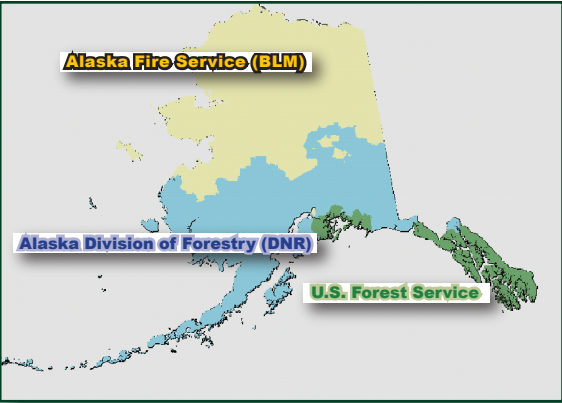 Alaska Fire Service (BLM)
Alaska Division of Forestry (DNR)
U.S. Forest Service